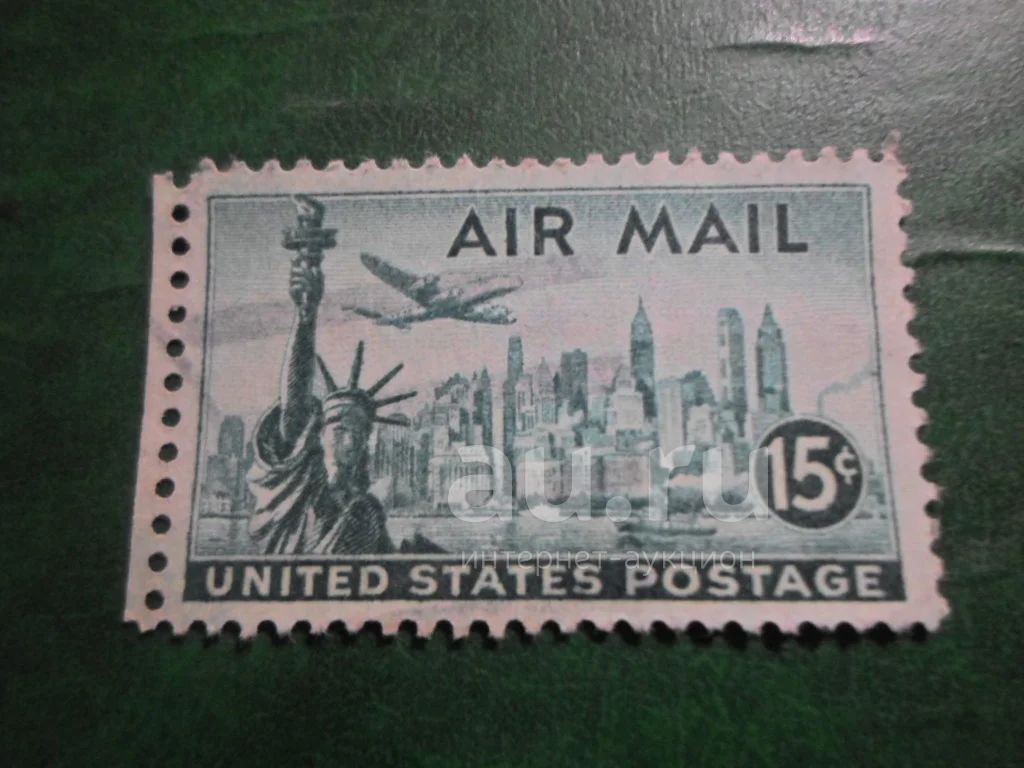 AIR MAIL
15¢
au.ru
интернет-аукцион
UNITED STATES POSTAGE